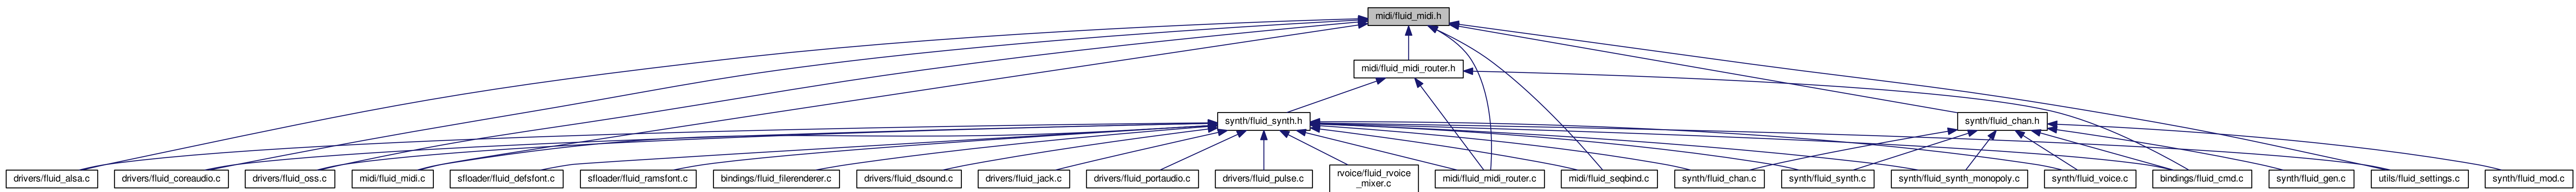 midi/fluid_midi.h
midi/fluid_midi_router.h
synth/fluid_synth.h
synth/fluid_chan.h
drivers/fluid_alsa.c
drivers/fluid_coreaudio.c
drivers/fluid_oss.c
midi/fluid_midi.c
sfloader/fluid_defsfont.c
sfloader/fluid_ramsfont.c
bindings/fluid_filerenderer.c
drivers/fluid_dsound.c
drivers/fluid_jack.c
drivers/fluid_portaudio.c
drivers/fluid_pulse.c
rvoice/fluid_rvoice
_mixer.c
midi/fluid_midi_router.c
midi/fluid_seqbind.c
synth/fluid_chan.c
synth/fluid_synth.c
synth/fluid_synth_monopoly.c
synth/fluid_voice.c
bindings/fluid_cmd.c
synth/fluid_gen.c
utils/fluid_settings.c
synth/fluid_mod.c